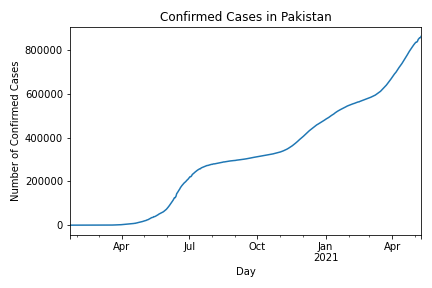 Confirmed Cases in Pakistan
Number of Confirmed Cases
800000
600000
400000
200000
0
Apr
Jul
Oct
Jan
2021
Apr
Day